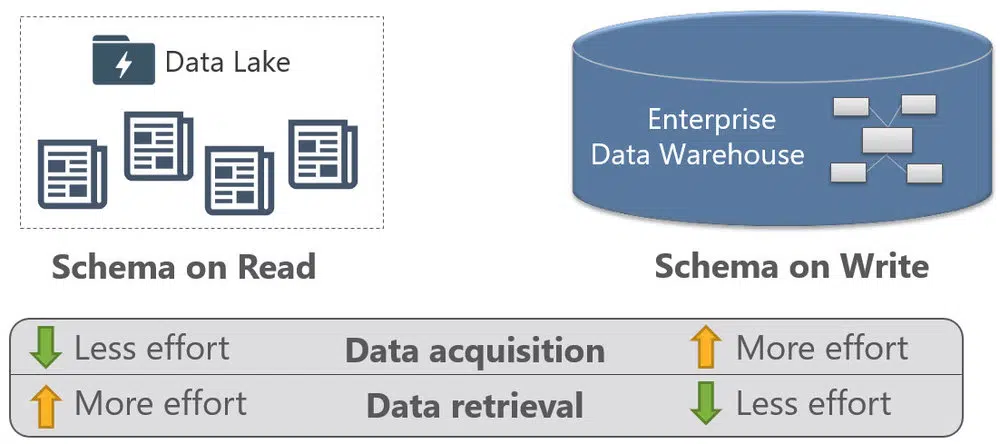 Data Lake
Enterprise
Data Warehouse
Schema on Read
Schema on Write
Less effort
Data acquisition
More effort
More effort
Data retrieval
Less effort